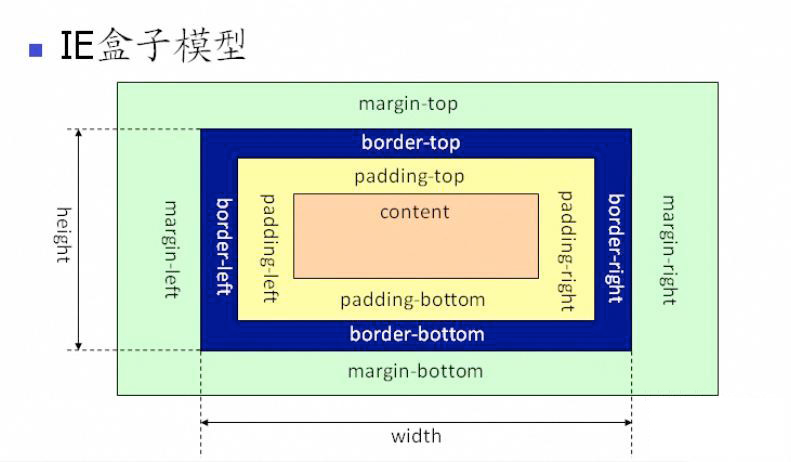 IE盒子模型
margin-top
border-top
padding-top
content
height
margin-left
border-left
padding-left
padding-right
border-right
margin-right
padding-bottom
border-bottom
margin-bottom
width